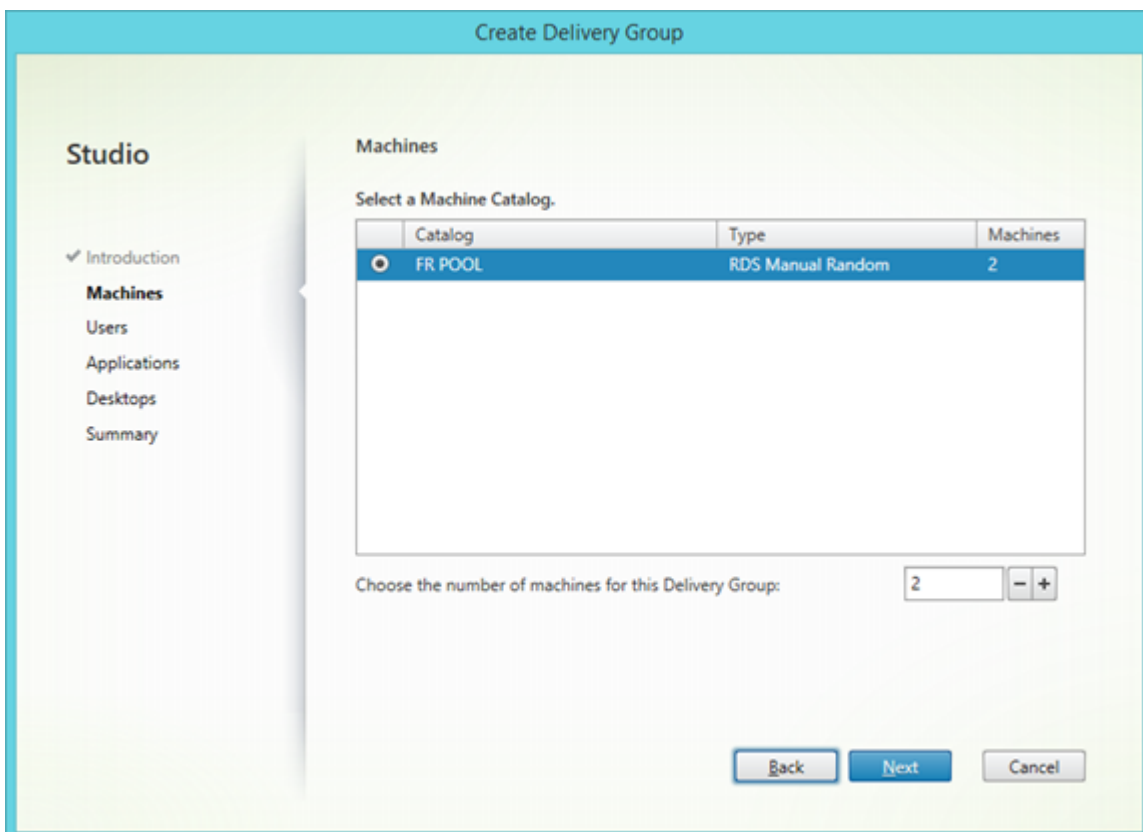 Create Delivery Group
Studio
Introduction
Machines
Users
Applications
Desktops
Summary
Machines
Select a Machine Catalog.
Catalog Type Machines
FR POOL RDS Manual Random 2
Choose the number of machines for this Delivery Group: 2 - +
Back Next Cancel